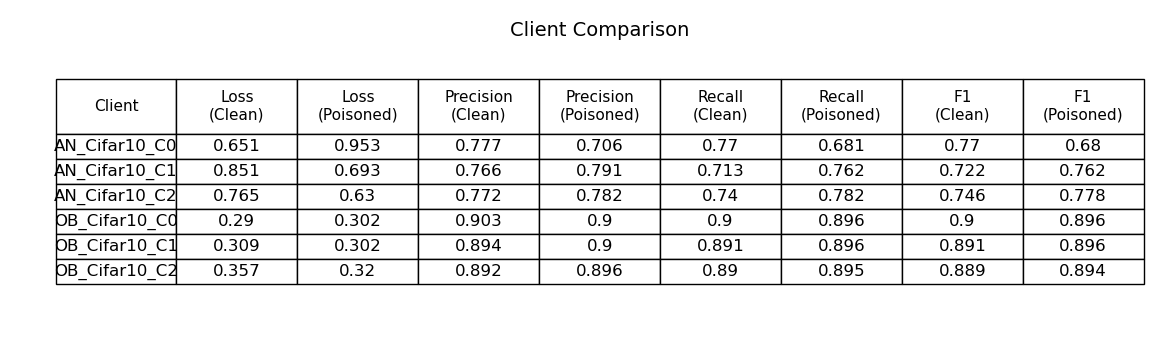 Client Comparison
Client Loss (Clean) Loss (Poisoned) Precision (Clean) Precision (Poisoned) Recall (Clean) Recall (Poisoned) F1 (Clean) F1 (Poisoned)
AN_Cifar10_C0 0.651 0.953 0.777 0.706 0.77 0.681 0.77 0.68
AN_Cifar10_C1 0.851 0.693 0.766 0.791 0.713 0.762 0.722 0.762
AN_Cifar10_C2 0.765 0.63 0.772 0.782 0.74 0.782 0.746 0.778
OB_Cifar10_C0 0.29 0.302 0.903 0.9 0.9 0.896 0.9 0.896
OB_Cifar10_C1 0.309 0.302 0.894 0.9 0.891 0.896 0.891 0.896
OB_Cifar10_C2 0.357 0.32 0.892 0.896 0.89 0.895 0.889 0.894